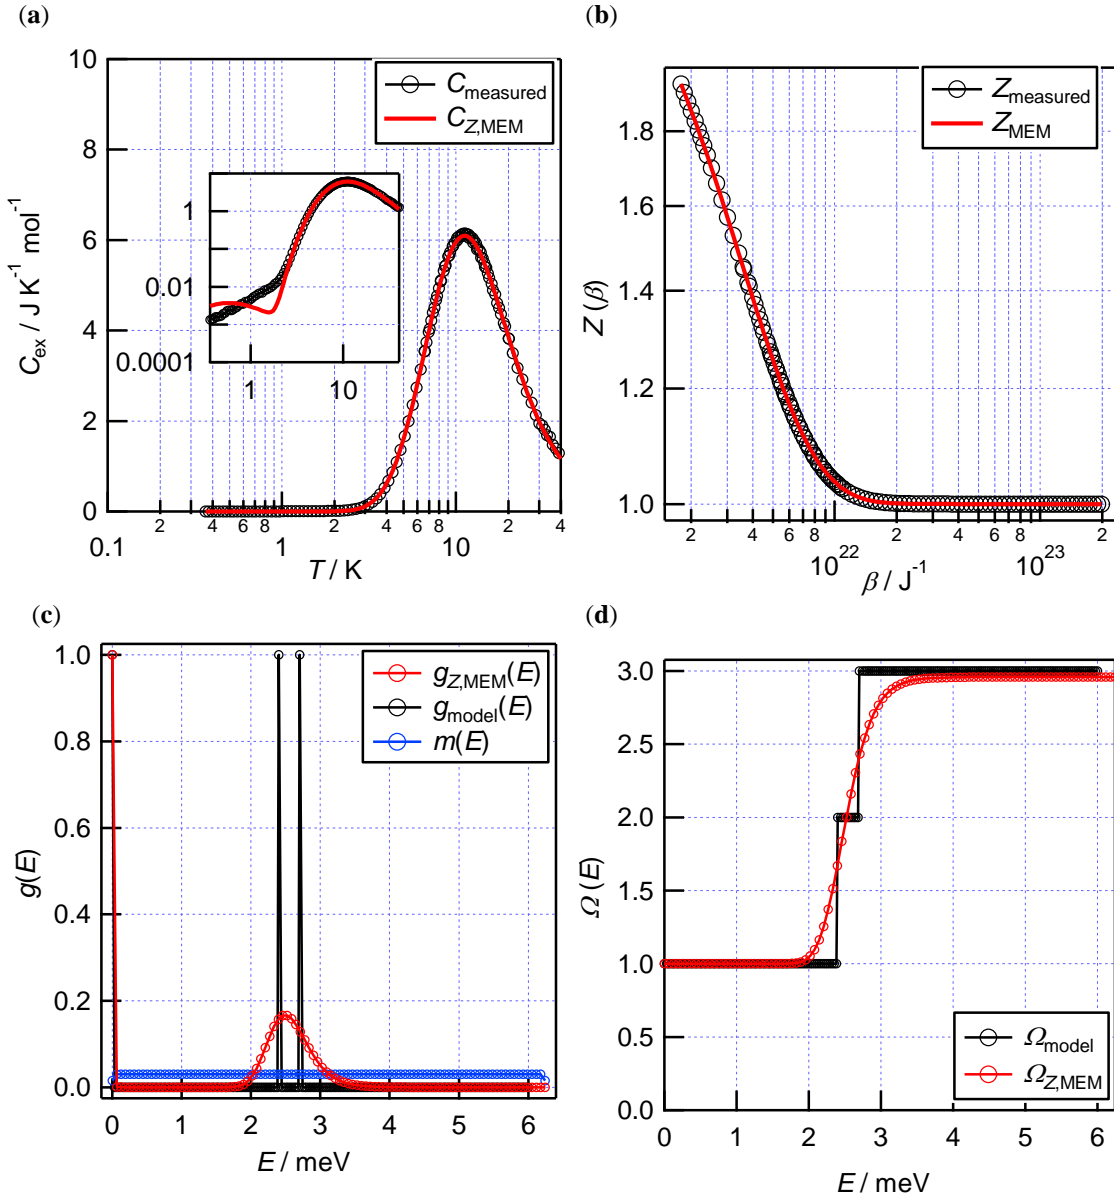 (a)
10
8
6
4
2
0
C_ex / J K⁻¹ mol⁻¹
C_measured
C_Z,MEM
1
0.01
0.0001
1
10
2 4 6 8 2 4 6 8 2 4
0.1 1 10
T / K
(b)
1.8
1.6
1.4
1.2
1.0
Z (β)
Z_measured
Z_MEM
2 4 6 8 2 4 6 8 2
10²² 10²³
β / J⁻¹
(c)
1.0
0.8
0.6
0.4
0.2
0.0
g(E)
g_Z,MEM(E)
g_model(E)
m(E)
0 1 2 3 4 5 6
E / meV
(d)
3.0
2.5
2.0
1.5
1.0
0.5
0.0
Ω (E)
Ω_model
Ω_Z,MEM
0 1 2 3 4 5 6
E / meV